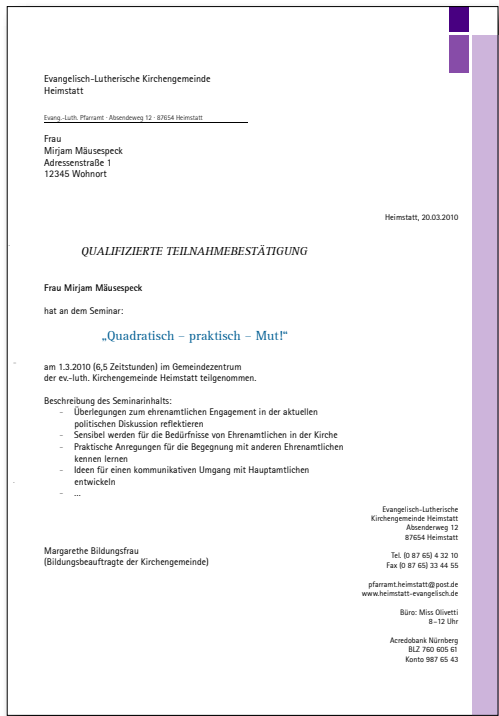 Evangelisch-Lutherische Kirchengemeinde
Heimstatt
Evang.-Luth. Pfarramt · Absendeweg 12 · 87654 Heimstatt
Frau
Mirjam Mäusespeck
Adressenstraße 1
12345 Wohnort
Heimstatt, 20.03.2010
QUALIFIZIERTE TEILNAHMEBESTÄTIGUNG
Frau Mirjam Mäusespeck
hat an dem Seminar:
„Quadratisch – praktisch – Mut!“
am 1.3.2010 (6,5 Zeitstunden) im Gemeindezentrum
der ev.-luth. Kirchengemeinde Heimstatt teilgenommen.
Beschreibung des Seminarinhalts:
- Überlegungen zum ehrenamtlichen Engagement in der aktuellen
politischen Diskussion reflektieren
- Sensibel werden für die Bedürfnisse von Ehrenamtlichen in der Kirche
- Praktische Anregungen für die Begegnung mit anderen Ehrenamtlichen
kennen lernen
- Ideen für einen kommunikativen Umgang mit Hauptamtlichen
entwickeln
- ...
Margarethe Bildungsfrau
(Bildungsbeauftragte der Kirchengemeinde)
Evangelisch-Lutherische
Kirchengemeinde Heimstatt
Absenderweg 12
87654 Heimstatt
Tel. (0 87 65) 4 32 10
Fax (0 87 65) 33 44 55
pfarramt.heimstatt@post.de
www.heimstatt-evangelisch.de
Büro: Miss Olivetti
8–12 Uhr
Acredobank Nürnberg
BLZ 760 605 61
Konto 987 65 43